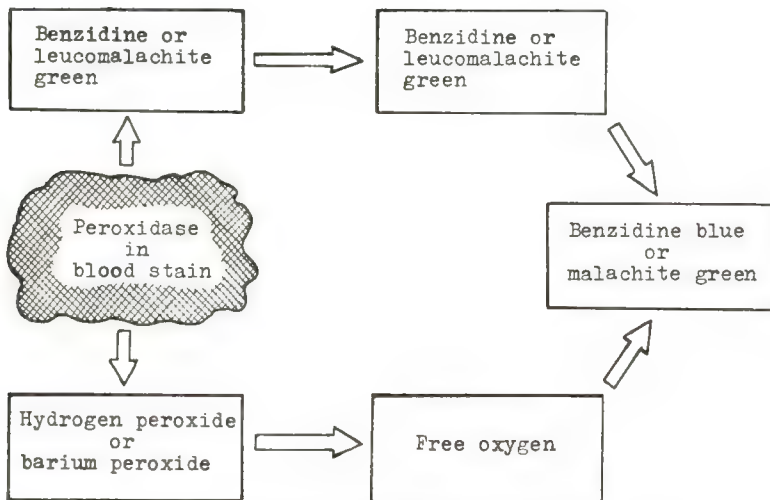 Benzidine or
leucomalachite
green
Benzidine or
leucomalachite
green
Peroxidase
in
blood stain
Benzidine blue
or
malachite green
Hydrogen peroxide
or
barium peroxide
Free oxygen